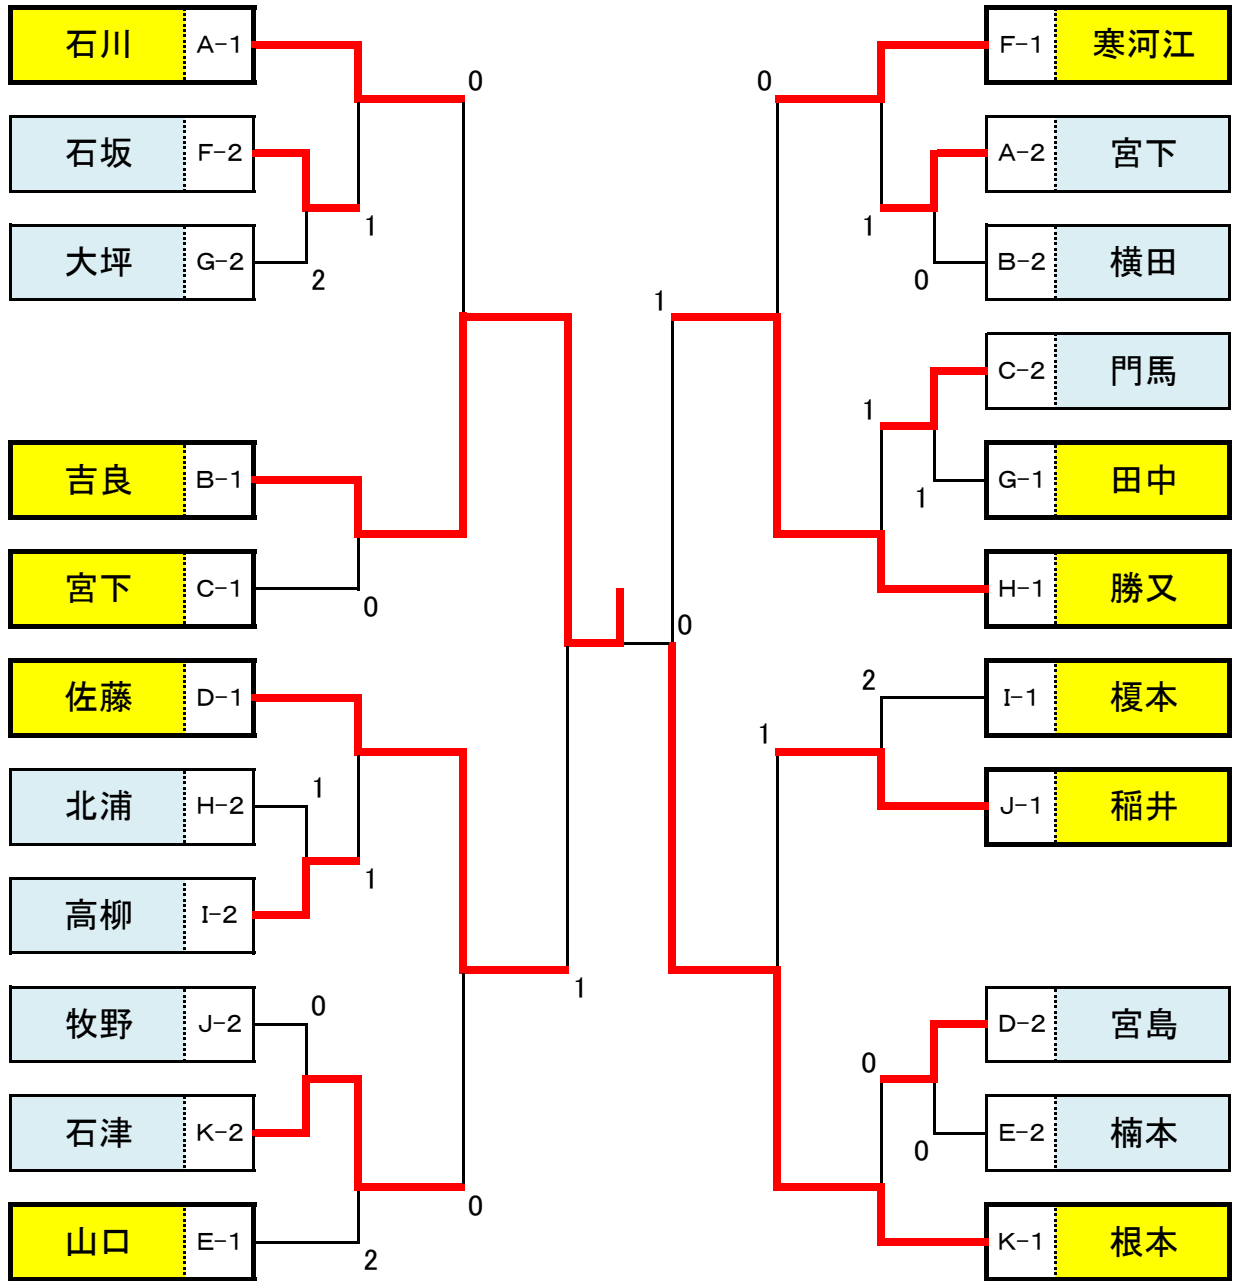 石川 A-1
0
0
F-1 寒河江
石坂 F-2
A-2 宮下
1
1
大坪 G-2
B-2 横田
2
0
1
C-2 門馬
1
吉良 B-1
G-1 田中
1
宮下 C-1
H-1 勝又
0
0
佐藤 D-1
2
I-1 榎本
1
北浦 H-2
1
J-1 稲井
1
高柳 I-2
1
牧野 J-2
0
D-2 宮島
0
石津 K-2
E-2 楠本
0
0
山口 E-1
2
K-1 根本